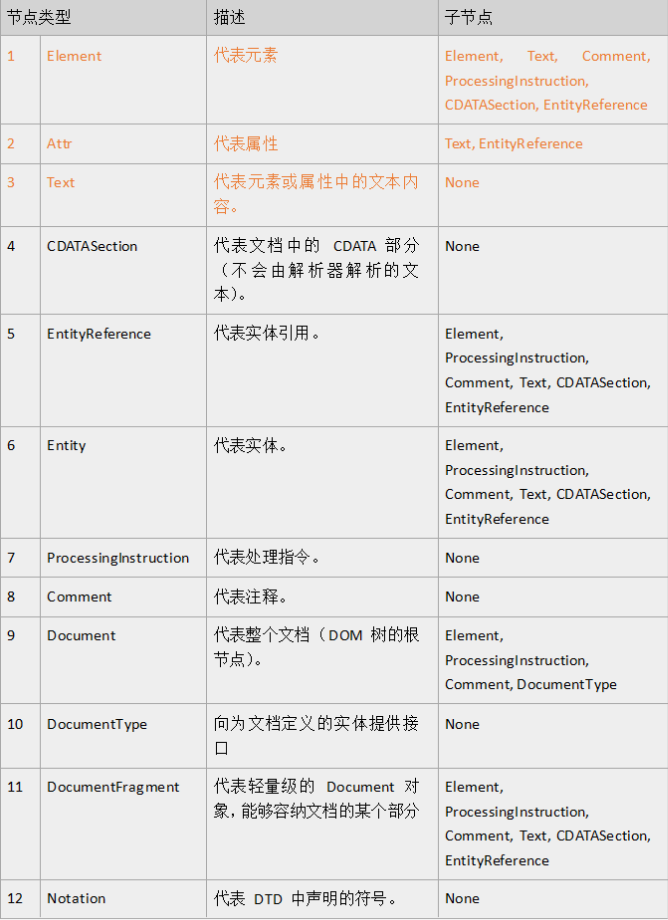 节点类型 描述 子节点
1 Element 代表元素 Element, Text, Comment,
ProcessingInstruction,
CDATASection, EntityReference
2 Attr 代表属性 Text, EntityReference
3 Text 代表元素或属性中的文本内 None
容。
4 CDATASection 代表文档中的 CDATA 部分 None
（不会由解析器解析的文
本）。
5 EntityReference 代表实体引用。 Element,
ProcessingInstruction,
Comment, Text, CDATASection,
EntityReference
6 Entity 代表实体。 Element,
ProcessingInstruction,
Comment, Text, CDATASection,
EntityReference
7 ProcessingInstruction 代表处理指令。 None
8 Comment 代表注释。 None
9 Document 代表整个文档（DOM 树的根 Element,
节点）。 ProcessingInstruction,
Comment, DocumentType
10 DocumentType 向为文档定义的实体提供接 None
口
11 DocumentFragment 代表轻量级的 Document 对 Element,
象，能够容纳文档的某个部分 ProcessingInstruction,
Comment, Text, CDATASection,
EntityReference
12 Notation 代表 DTD 中声明的符号。 None